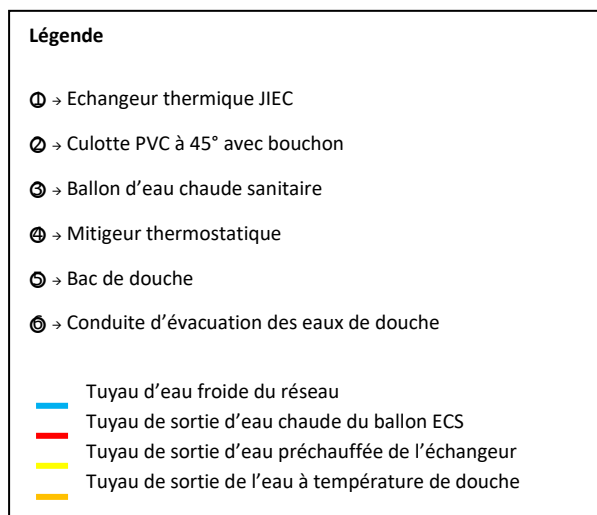 Légende
① → Echangeur thermique JIEC
② → Culotte PVC à 45° avec bouchon
③ → Ballon d’eau chaude sanitaire
④ → Mitigeur thermostatique
⑤ → Bac de douche
⑥ → Conduite d’évacuation des eaux de douche
Tuyau d’eau froide du réseau
Tuyau de sortie d’eau chaude du ballon ECS
Tuyau de sortie d’eau préchauffée de l’échangeur
Tuyau de sortie de l’eau à température de douche